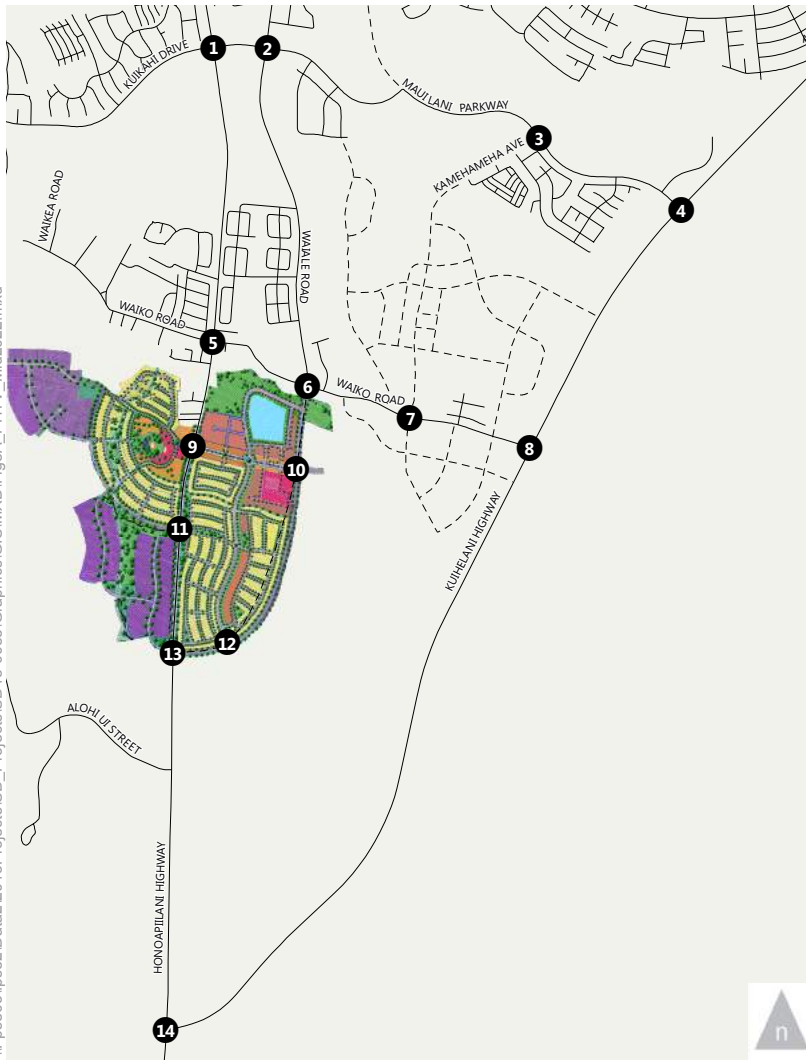 1
2
KUIKAHI DRIVE
MAUI LANI PARKWAY
3
KAMEHAMEHA AVE
4
WAIKEA ROAD
WAIALE ROAD
WAIKO ROAD
5
6
WAIKO ROAD
7
8
9
10
KUIHELANI HIGHWAY
11
12
13
ALOHI UI STREET
HONOAPIILANI HIGHWAY
14
n